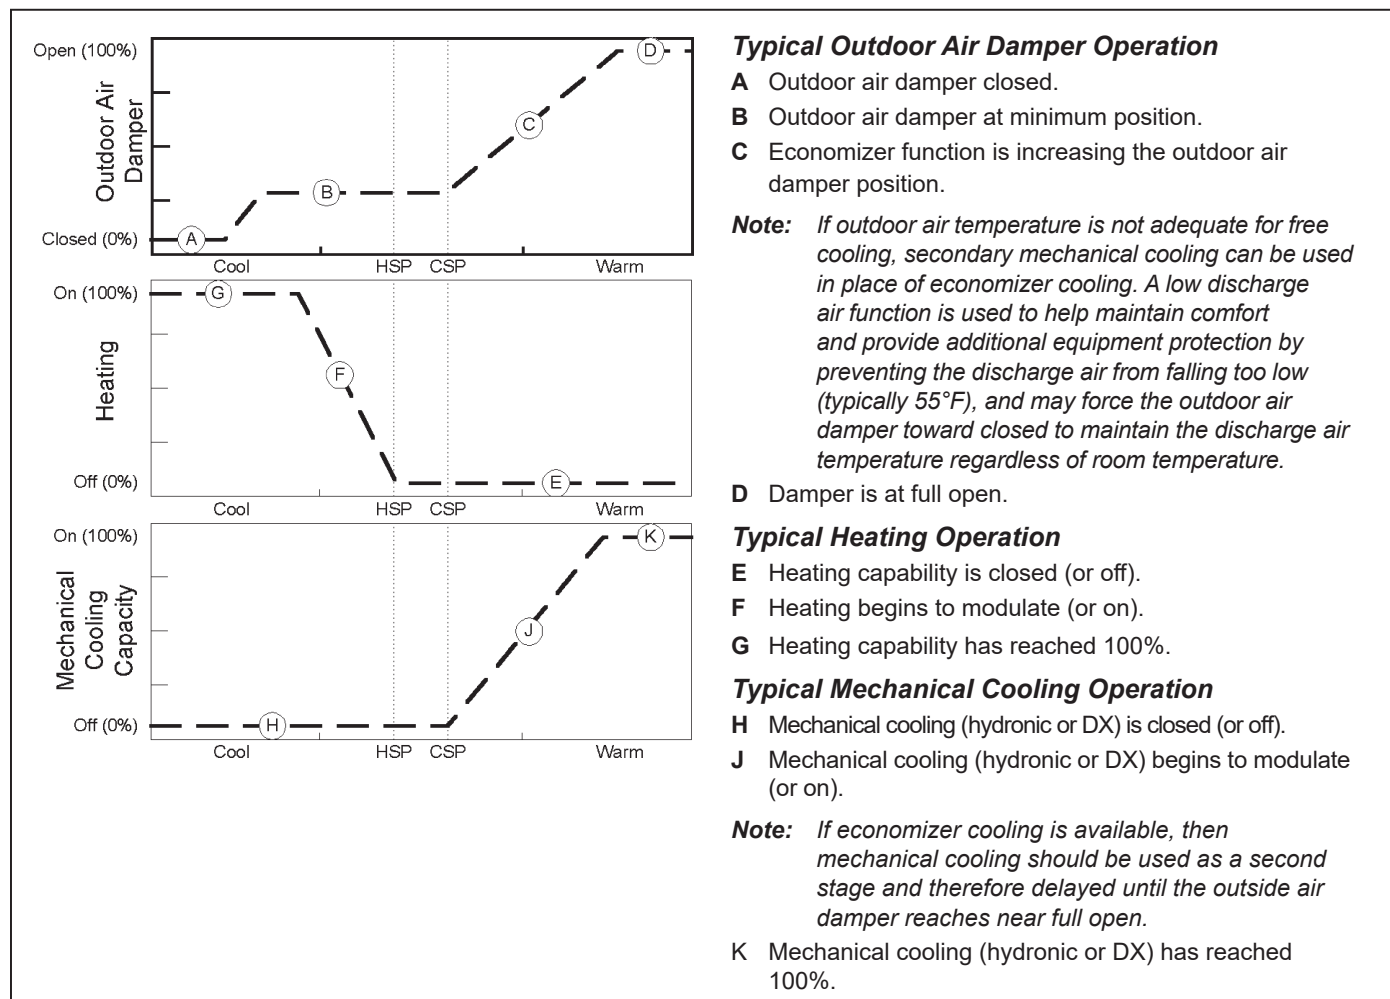 Open (100%)
Outdoor Air
Damper
Closed (0%)
A
B
C
D
Cool
HSP
CSP
Warm
On (100%)
Heating
Off (0%)
G
F
E
Cool
HSP
CSP
Warm
On (100%)
Mechanical
Cooling
Capacity
Off (0%)
H
J
K
Cool
HSP
CSP
Warm
Typical Outdoor Air Damper Operation
A Outdoor air damper closed.
B Outdoor air damper at minimum position.
C Economizer function is increasing the outdoor air
damper position.
Note: If outdoor air temperature is not adequate for free
cooling, secondary mechanical cooling can be used
in place of economizer cooling. A low discharge
air function is used to help maintain comfort
and provide additional equipment protection by
preventing the discharge air from falling too low
(typically 55°F), and may force the outdoor air
damper toward closed to maintain the discharge air
temperature regardless of room temperature.
D Damper is at full open.
Typical Heating Operation
E Heating capability is closed (or off).
F Heating begins to modulate (or on).
G Heating capability has reached 100%.
Typical Mechanical Cooling Operation
H Mechanical cooling (hydronic or DX) is closed (or off).
J Mechanical cooling (hydronic or DX) begins to modulate
(or on).
Note: If economizer cooling is available, then
mechanical cooling should be used as a second
stage and therefore delayed until the outside air
damper reaches near full open.
K Mechanical cooling (hydronic or DX) has reached
100%.